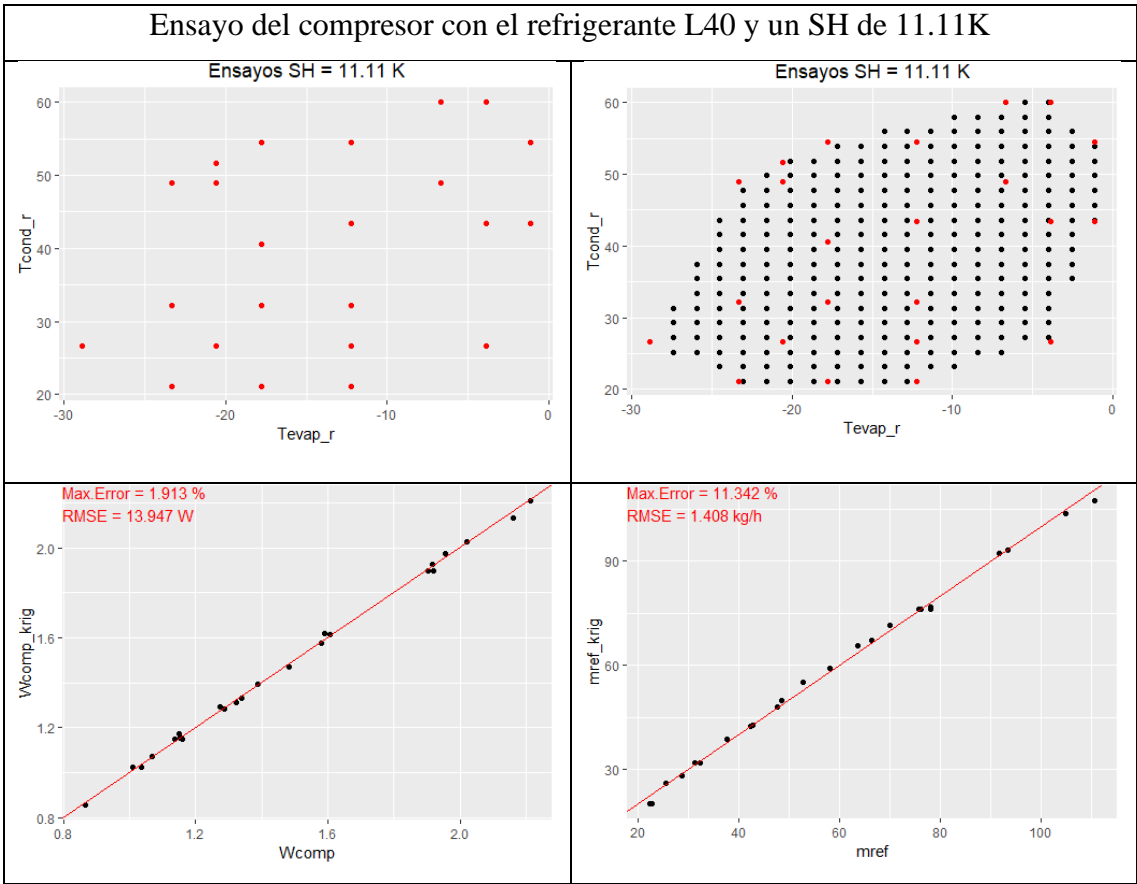 Ensayo del compresor con el refrigerante L40 y un SH de 11.11K
Ensayos SH = 11.11 K
60
50
40
30
20
Tcond_r
-30
-20
-10
0
Tevap_r
Ensayos SH = 11.11 K
60
50
40
30
20
Tcond_r
-30
-20
-10
0
Tevap_r
Max.Error = 1.913 %
RMSE = 13.947 W
2.0
1.6
1.2
0.8
Wcomp_krig
0.8
1.2
1.6
2.0
Wcomp
Max.Error = 11.342 %
RMSE = 1.408 kg/h
90
60
30
mref_krig
20
40
60
80
100
mref